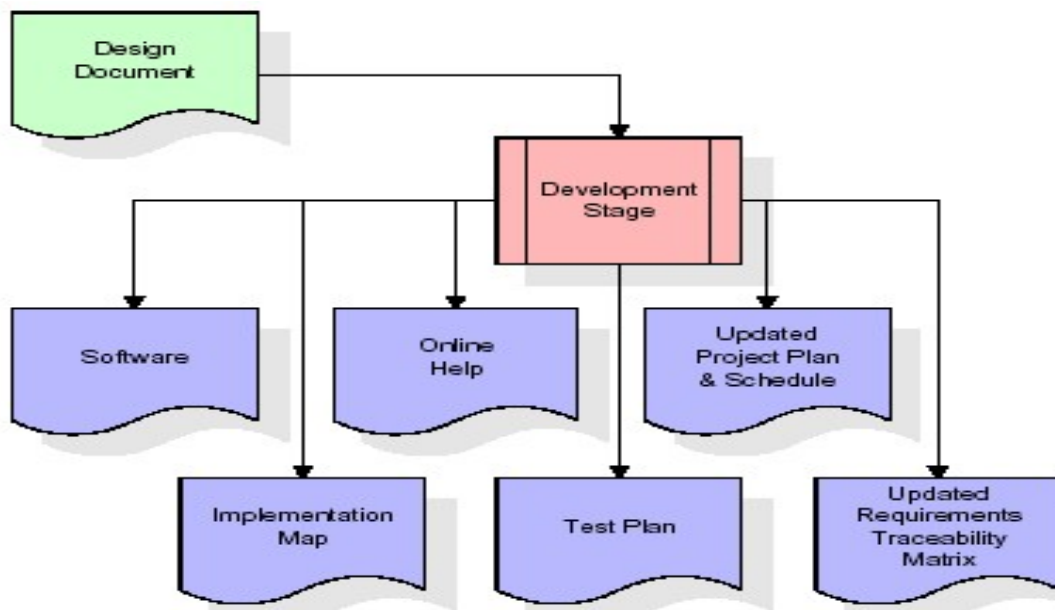 Design
Document
Development
Stage
Software
Online
Help
Updated
Project Plan
& Schedule
Implementation
Map
Test Plan
Updated
Requirements
Traceability
Matrix